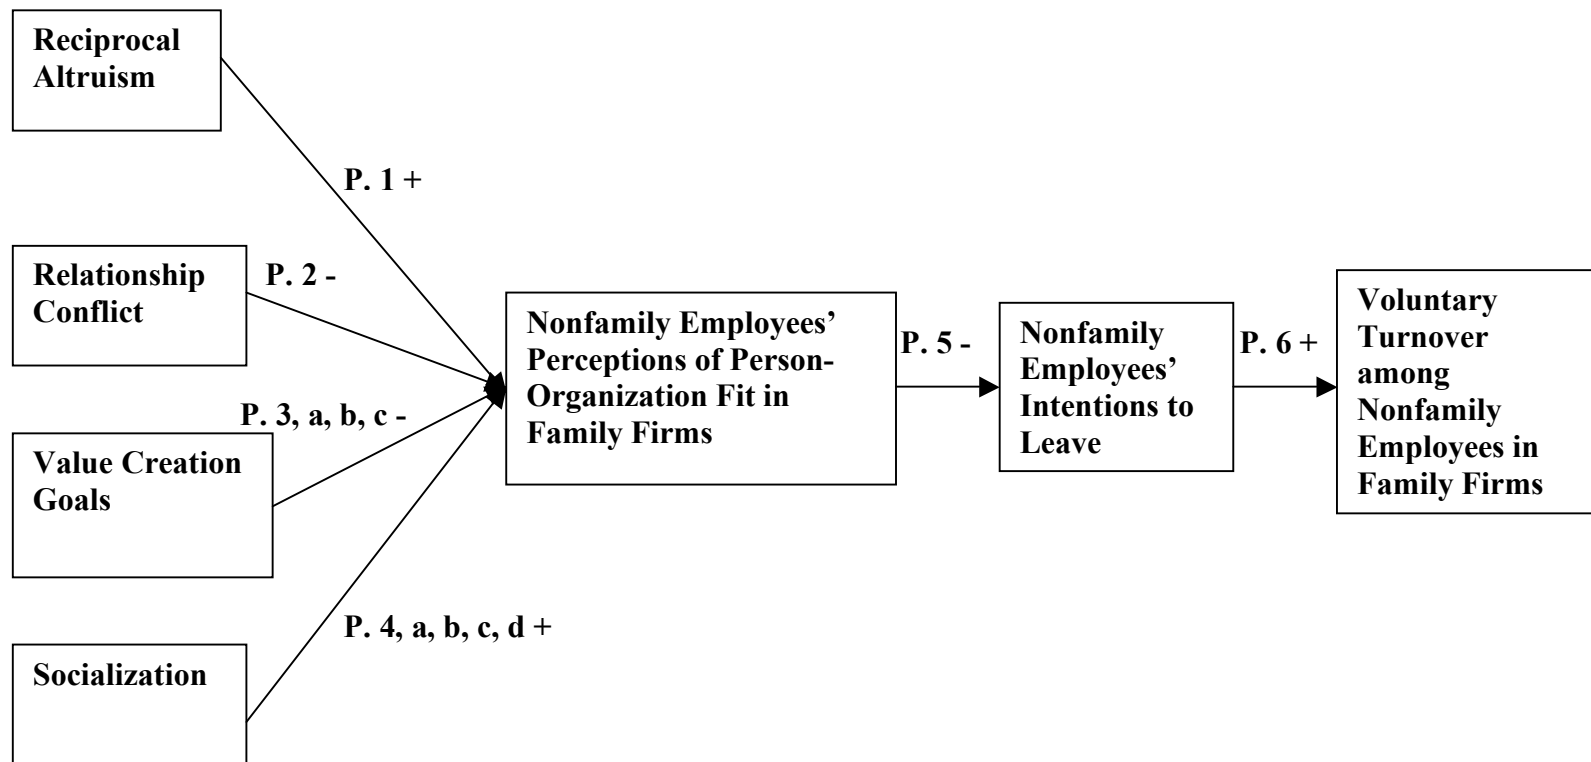 Reciprocal
Altruism
P. 1 +
Relationship
Conflict
P. 2 -
Value Creation
Goals
P. 3, a, b, c -
Socialization
P. 4, a, b, c, d +
Nonfamily Employees’
Perceptions of Person-
Organization Fit in
Family Firms
P. 5 -
Nonfamily
Employees’
Intentions to
Leave
P. 6 +
Voluntary
Turnover
among
Nonfamily
Employees in
Family Firms